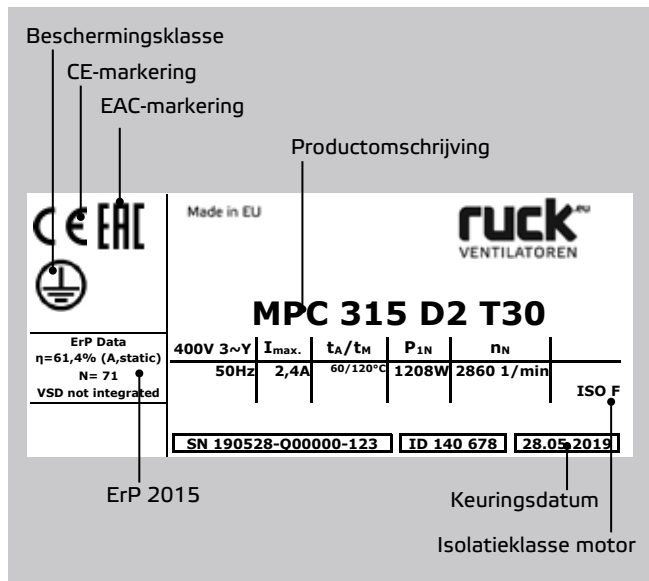 Beschermingsklasse
CE-markering
EAC-markering
Productomschrijving
CE EAC
Made in EU
ruck.eu
VENTILATOREN
MPC 315 D2 T30
ErP Data
η=61,4% (A,static)
N= 71
VSD not integrated
400V 3~Y Imax. tA/tM P1N nN
50Hz 2,4A 60/120°C 1208W 2860 1/min
ISO F
SN 190528-Q00000-123 ID 140 678 28.05.2019
ErP 2015
Keuringsdatum
Isolatieklasse motor